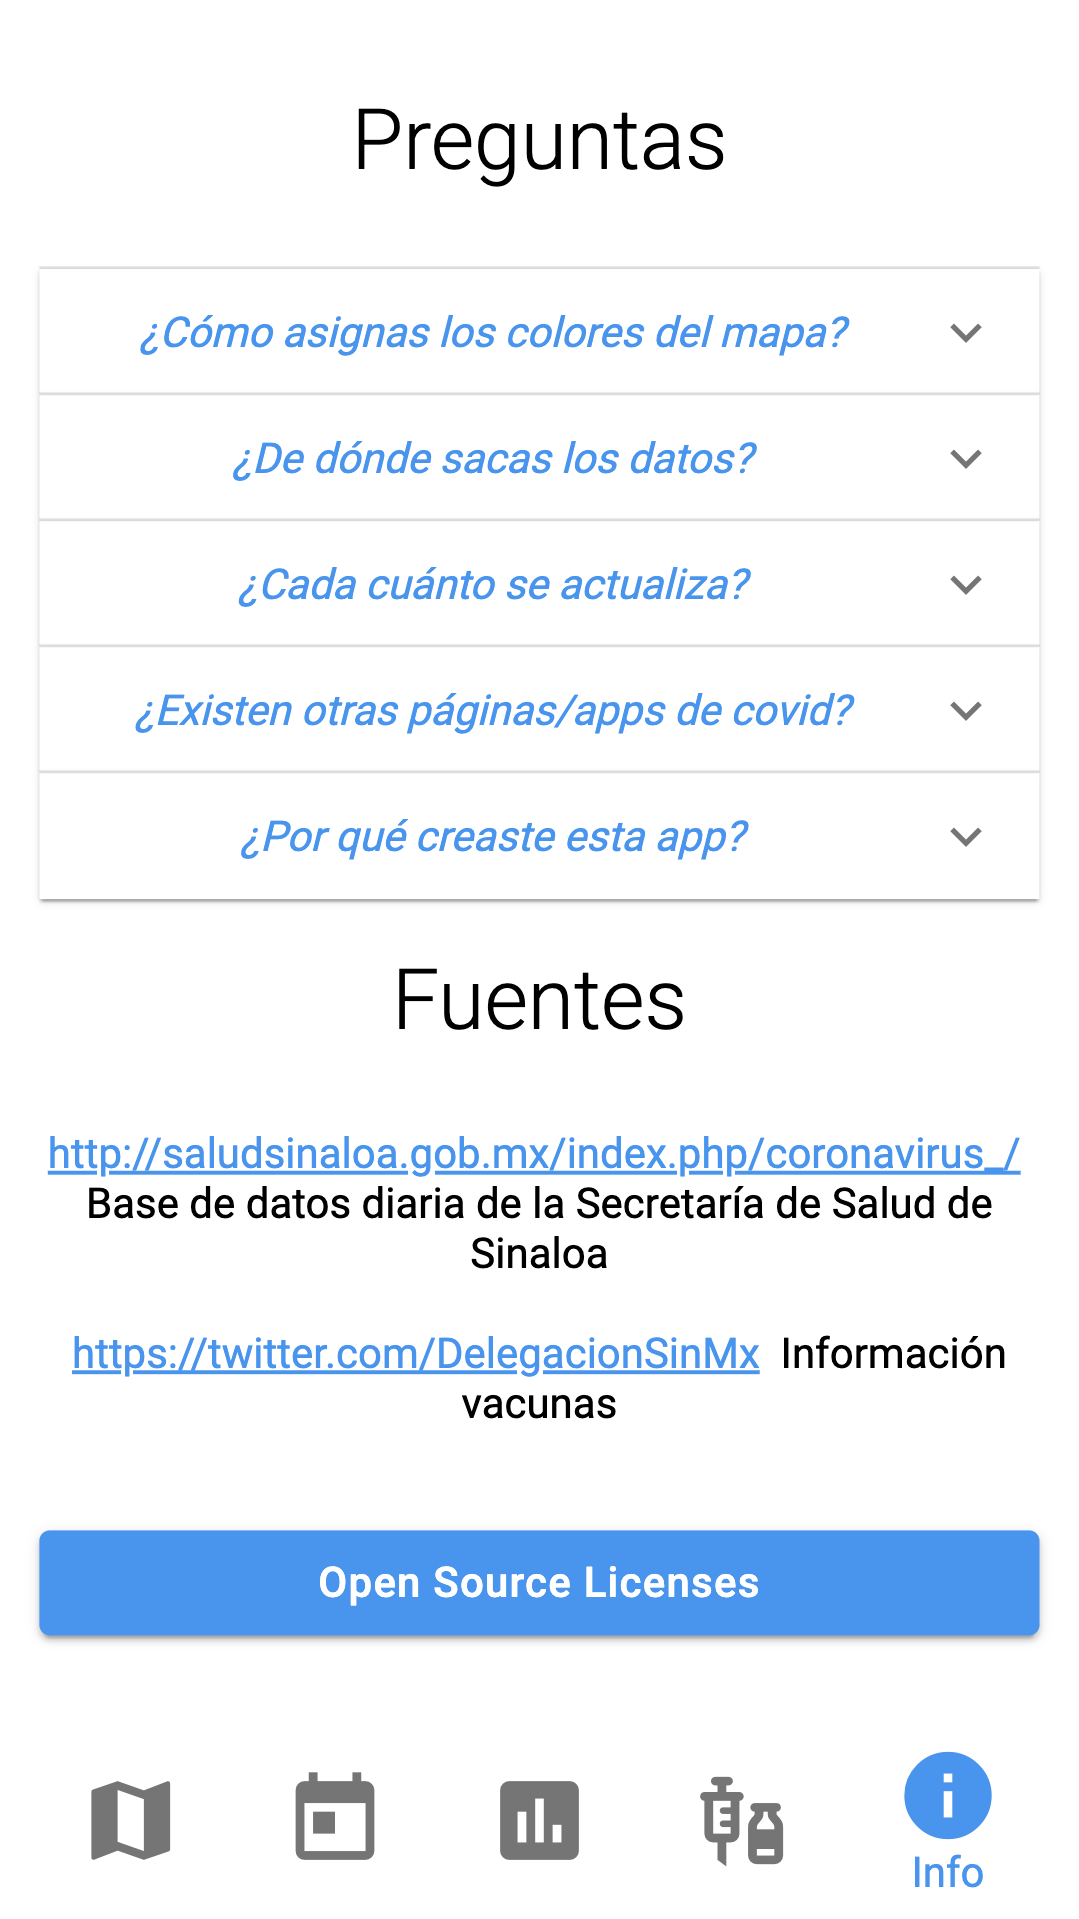 Preguntas
¿Cómo asignas los colores del mapa?
¿De dónde sacas los datos?
¿Cada cuánto se actualiza?
¿Existen otras páginas/apps de covid?
¿Por qué creaste esta app?
Fuentes
http://saludsinaloa.gob.mx/index.php/coronavirus_/
Base de datos diaria de la Secretaría de Salud de
Sinaloa
https://twitter.com/DelegacionSinMx Información
vacunas
Open Source Licenses
Info